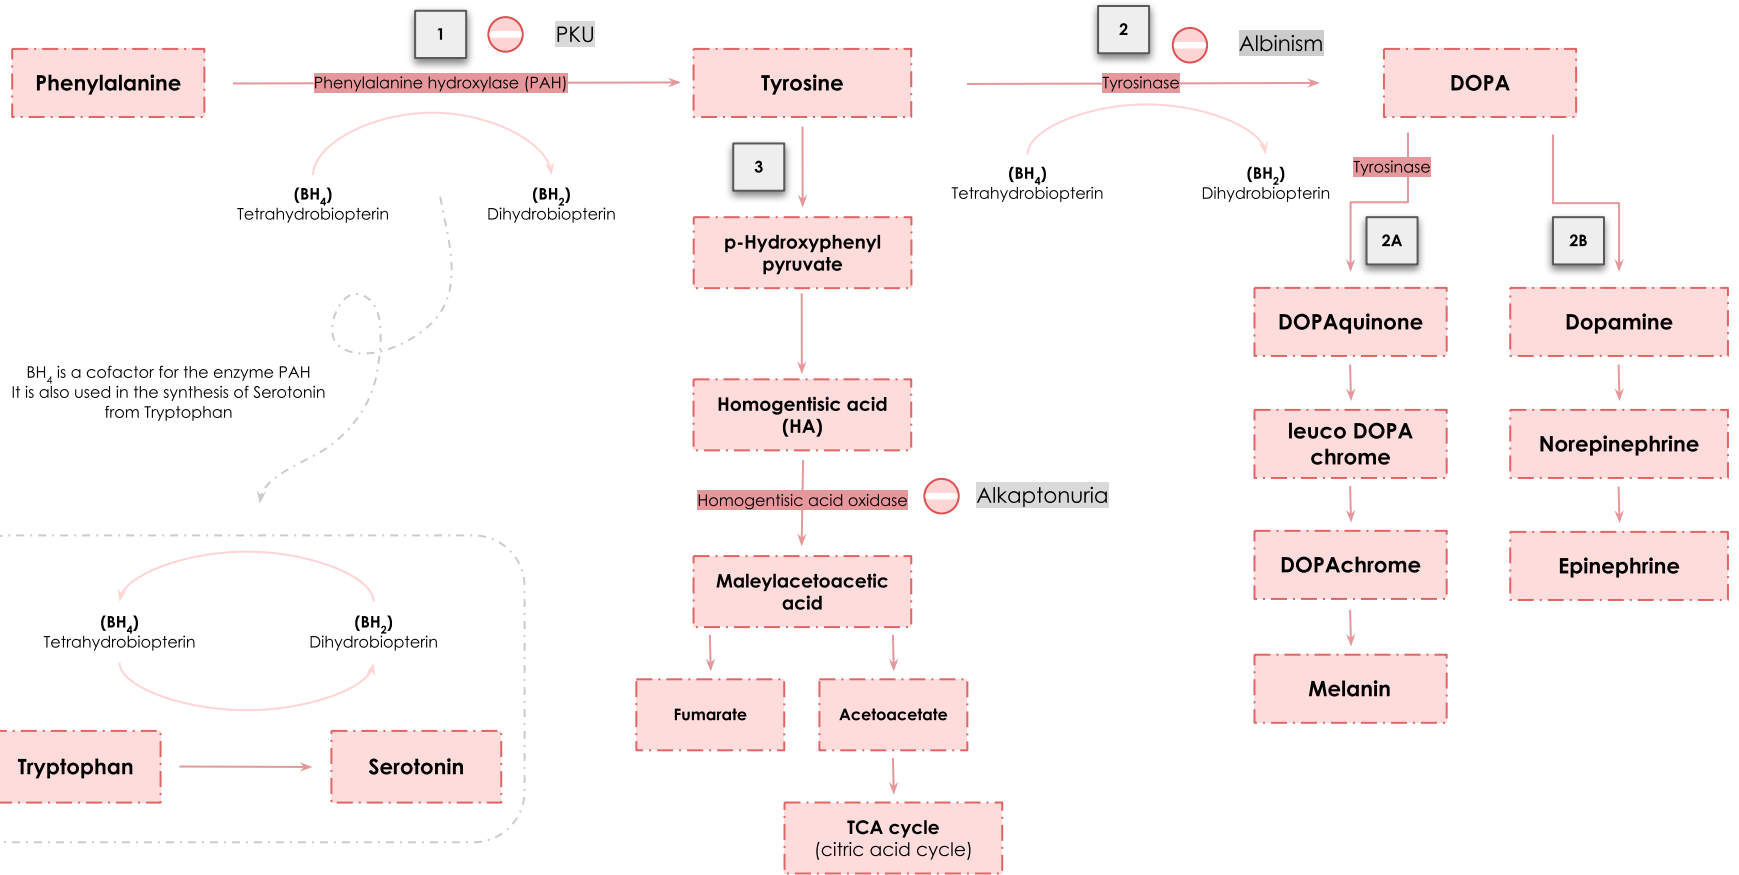 1
PKU
2
Albinism
Phenylalanine
Phenylalanine hydroxylase (PAH)
Tyrosine
Tyrosinase
DOPA
(BH4)
Tetrahydrobiopterin
(BH2)
Dihydrobiopterin
3
(BH4)
Tetrahydrobiopterin
(BH2)
Dihydrobiopterin
Tyrosinase
2A
2B
p-Hydroxyphenyl
pyruvate
DOPAquinone
Dopamine
BH4 is a cofactor for the enzyme PAH
It is also used in the synthesis of Serotonin
from Tryptophan
Homogentisic acid
(HA)
leuco DOPA
chrome
Norepinephrine
Homogentisic acid oxidase
Alkaptonuria
Maleylacetoacetic
acid
DOPAchrome
Epinephrine
(BH4)
Tetrahydrobiopterin
(BH2)
Dihydrobiopterin
Fumarate
Acetoacetate
Melanin
Tryptophan
Serotonin
TCA cycle
(citric acid cycle)